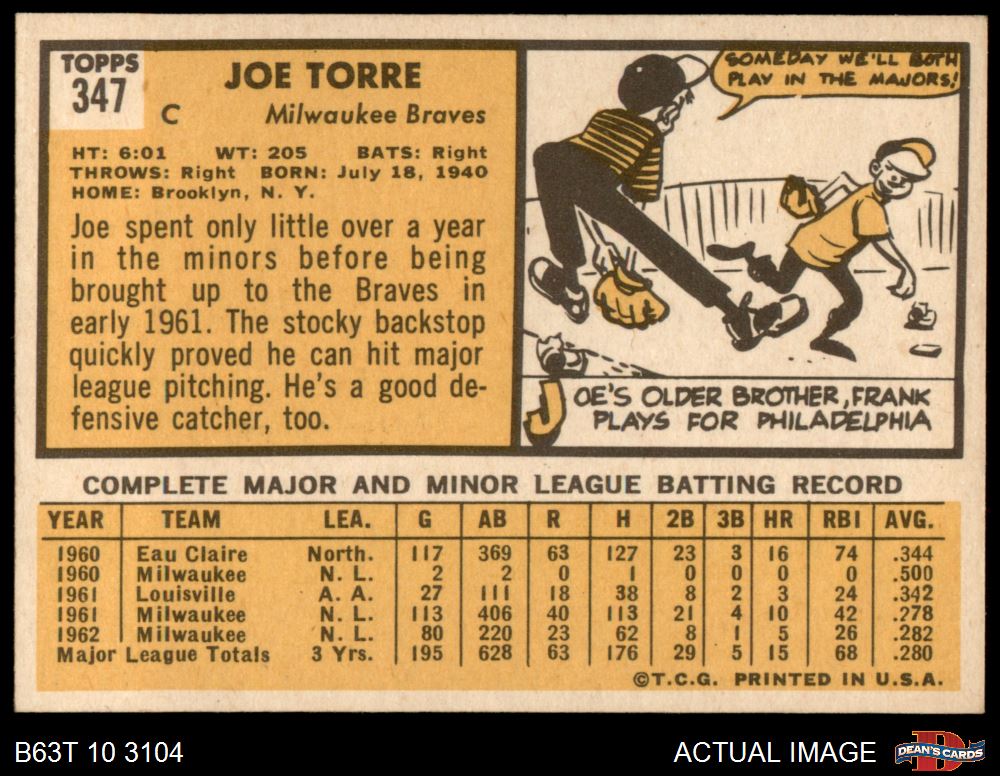 TOPPS
347
JOE TORRE
C Milwaukee Braves
HT: 6:01 WT: 205 BATS: Right
THROWS: Right BORN: July 18, 1940
HOME: Brooklyn, N. Y.
Joe spent only little over a year
in the minors before being
brought up to the Braves in
early 1961. The stocky backstop
quickly proved he can hit major
league pitching. He's a good de-
fensive catcher, too.
SOMEDAY WE'LL BOTH
PLAY IN THE MAJORS!
JOE'S OLDER BROTHER, FRANK
PLAYS FOR PHILADELPHIA
COMPLETE MAJOR AND MINOR LEAGUE BATTING RECORD
YEAR TEAM LEA. G AB R H 2B 3B HR RBI AVG.
1960 Eau Claire North. 117 369 63 127 23 3 16 74 .344
1960 Milwaukee N. L. 2 2 0 1 0 0 0 0 .500
1961 Louisville A. A. 27 111 18 38 8 2 3 24 .342
1961 Milwaukee N. L. 113 406 40 113 21 4 10 42 .278
1962 Milwaukee N. L. 80 220 23 62 8 1 5 26 .282
Major League Totals 3 Yrs. 195 628 63 176 29 5 15 68 .280
©T.C.G. PRINTED IN U.S.A.
B63T 10 3104 ACTUAL IMAGE DEAN'S CARDS